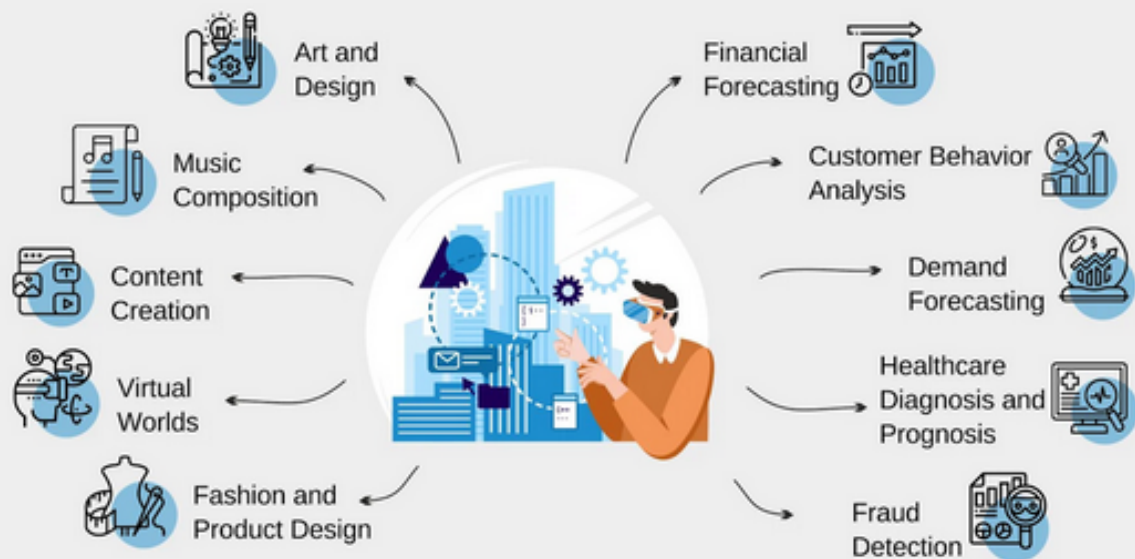 Art and
Design
Music
Composition
Content
Creation
Virtual
Worlds
Fashion and
Product Design
Financial
Forecasting
Customer Behavior
Analysis
Demand
Forecasting
Healthcare
Diagnosis and
Prognosis
Fraud
Detection